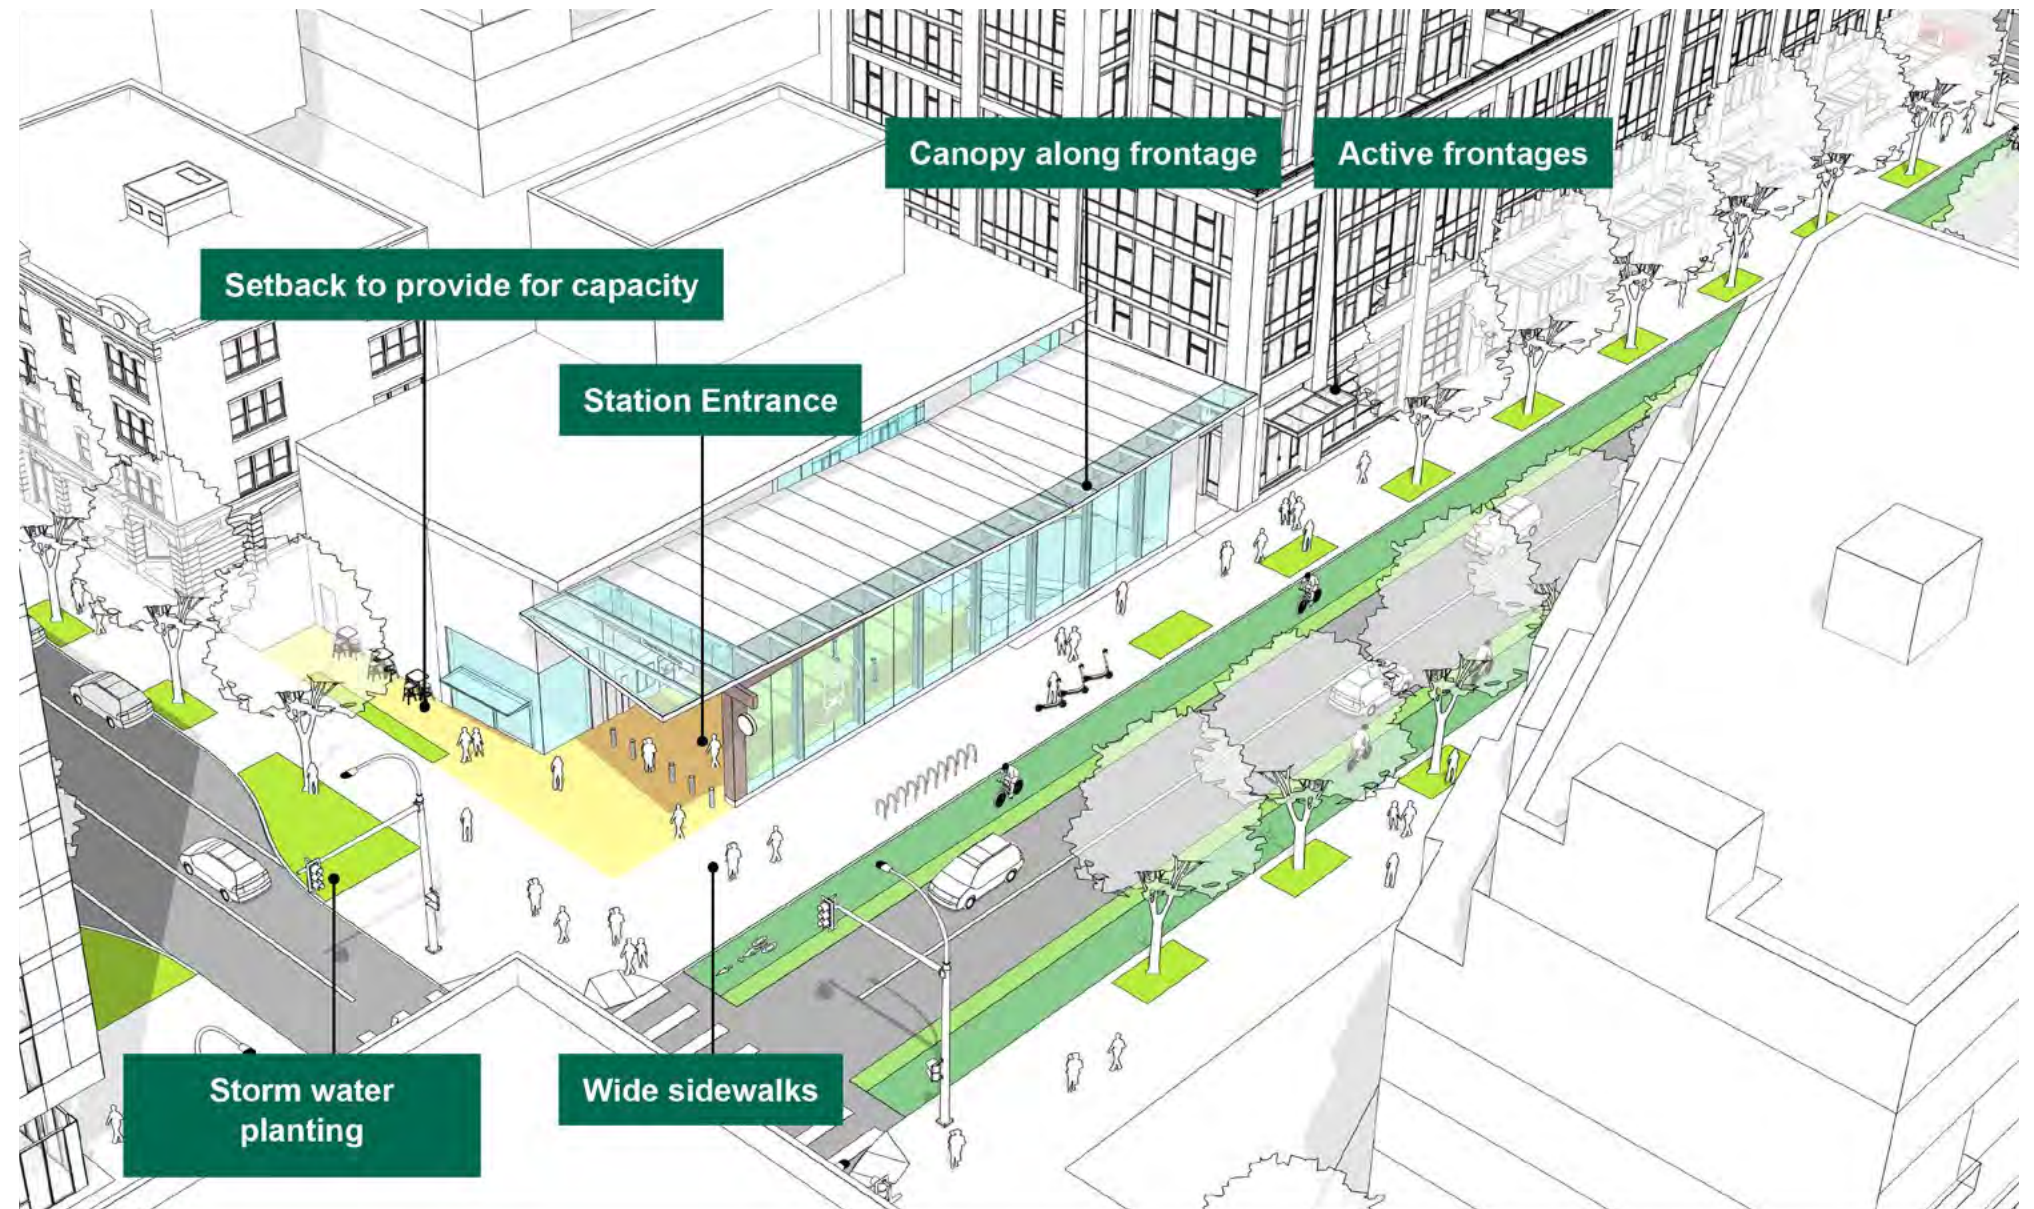 Canopy along frontage
Active frontages
Setback to provide for capacity
Station Entrance
Storm water
planting
Wide sidewalks